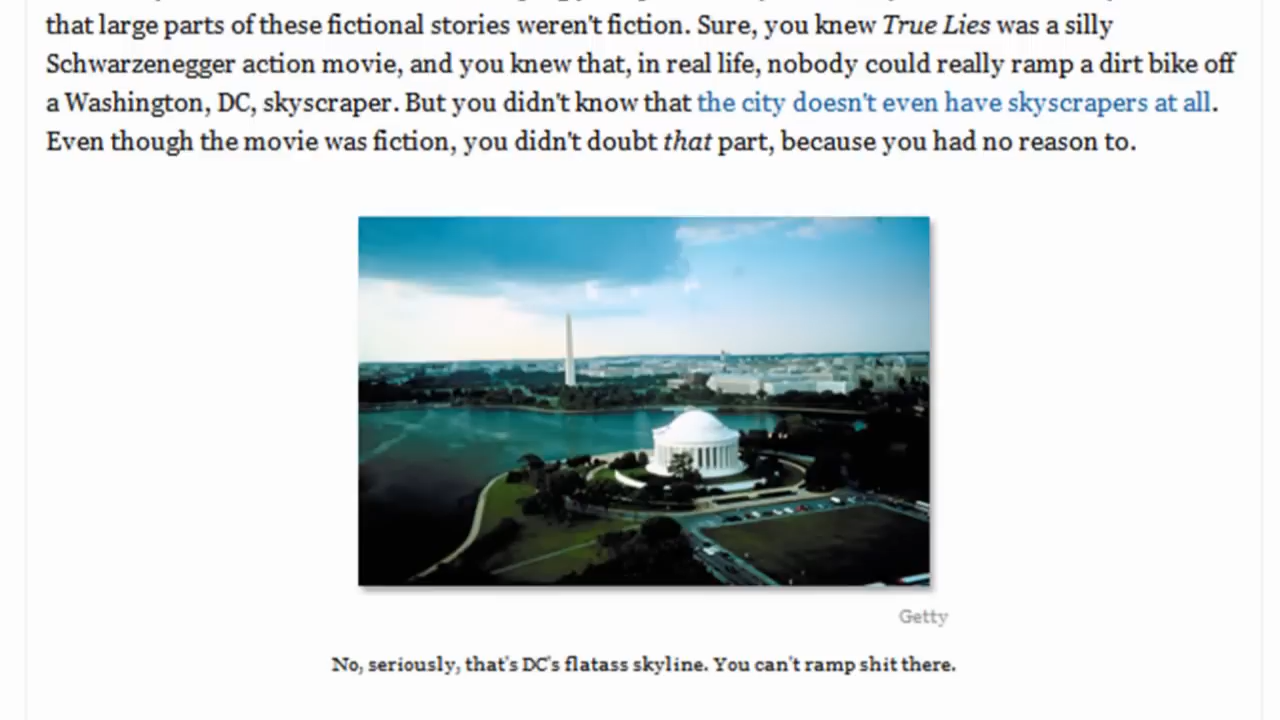 that large parts of these fictional stories weren't fiction. Sure, you knew True Lies was a silly
Schwarzenegger action movie, and you knew that, in real life, nobody could really ramp a dirt bike off
a Washington, DC, skyscraper. But you didn't know that the city doesn't even have skyscrapers at all.
Even though the movie was fiction, you didn't doubt that part, because you had no reason to.
Getty
No, seriously, that's DC's flatass skyline. You can't ramp shit there.